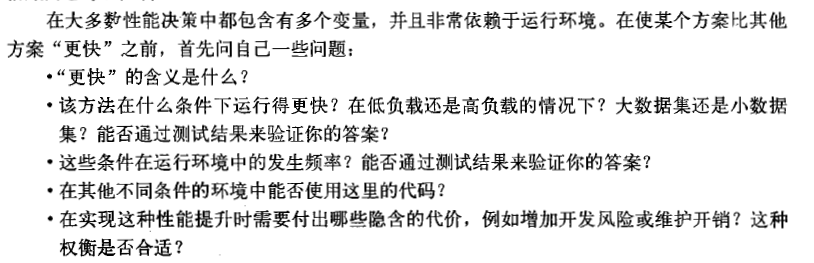 在大多数性能决策中都包含有多个变量，并且非常依赖于运行环境。在使某个方案比其他
方案“更快”之前，首先问自己一些问题：
•“更快”的含义是什么？
•该方法在什么条件下运行得更快？在低负载还是高负载的情况下？大数据集还是小数据
集？能否通过测试结果来验证你的答案？
•这些条件在运行环境中的发生频率？能否通过测试结果来验证你的答案？
•在其他不同条件的环境中能否使用这里的代码？
•在实现这种性能提升时需要付出哪些隐含的代价，例如增加开发风险或维护开销？这种
权衡是否合适？